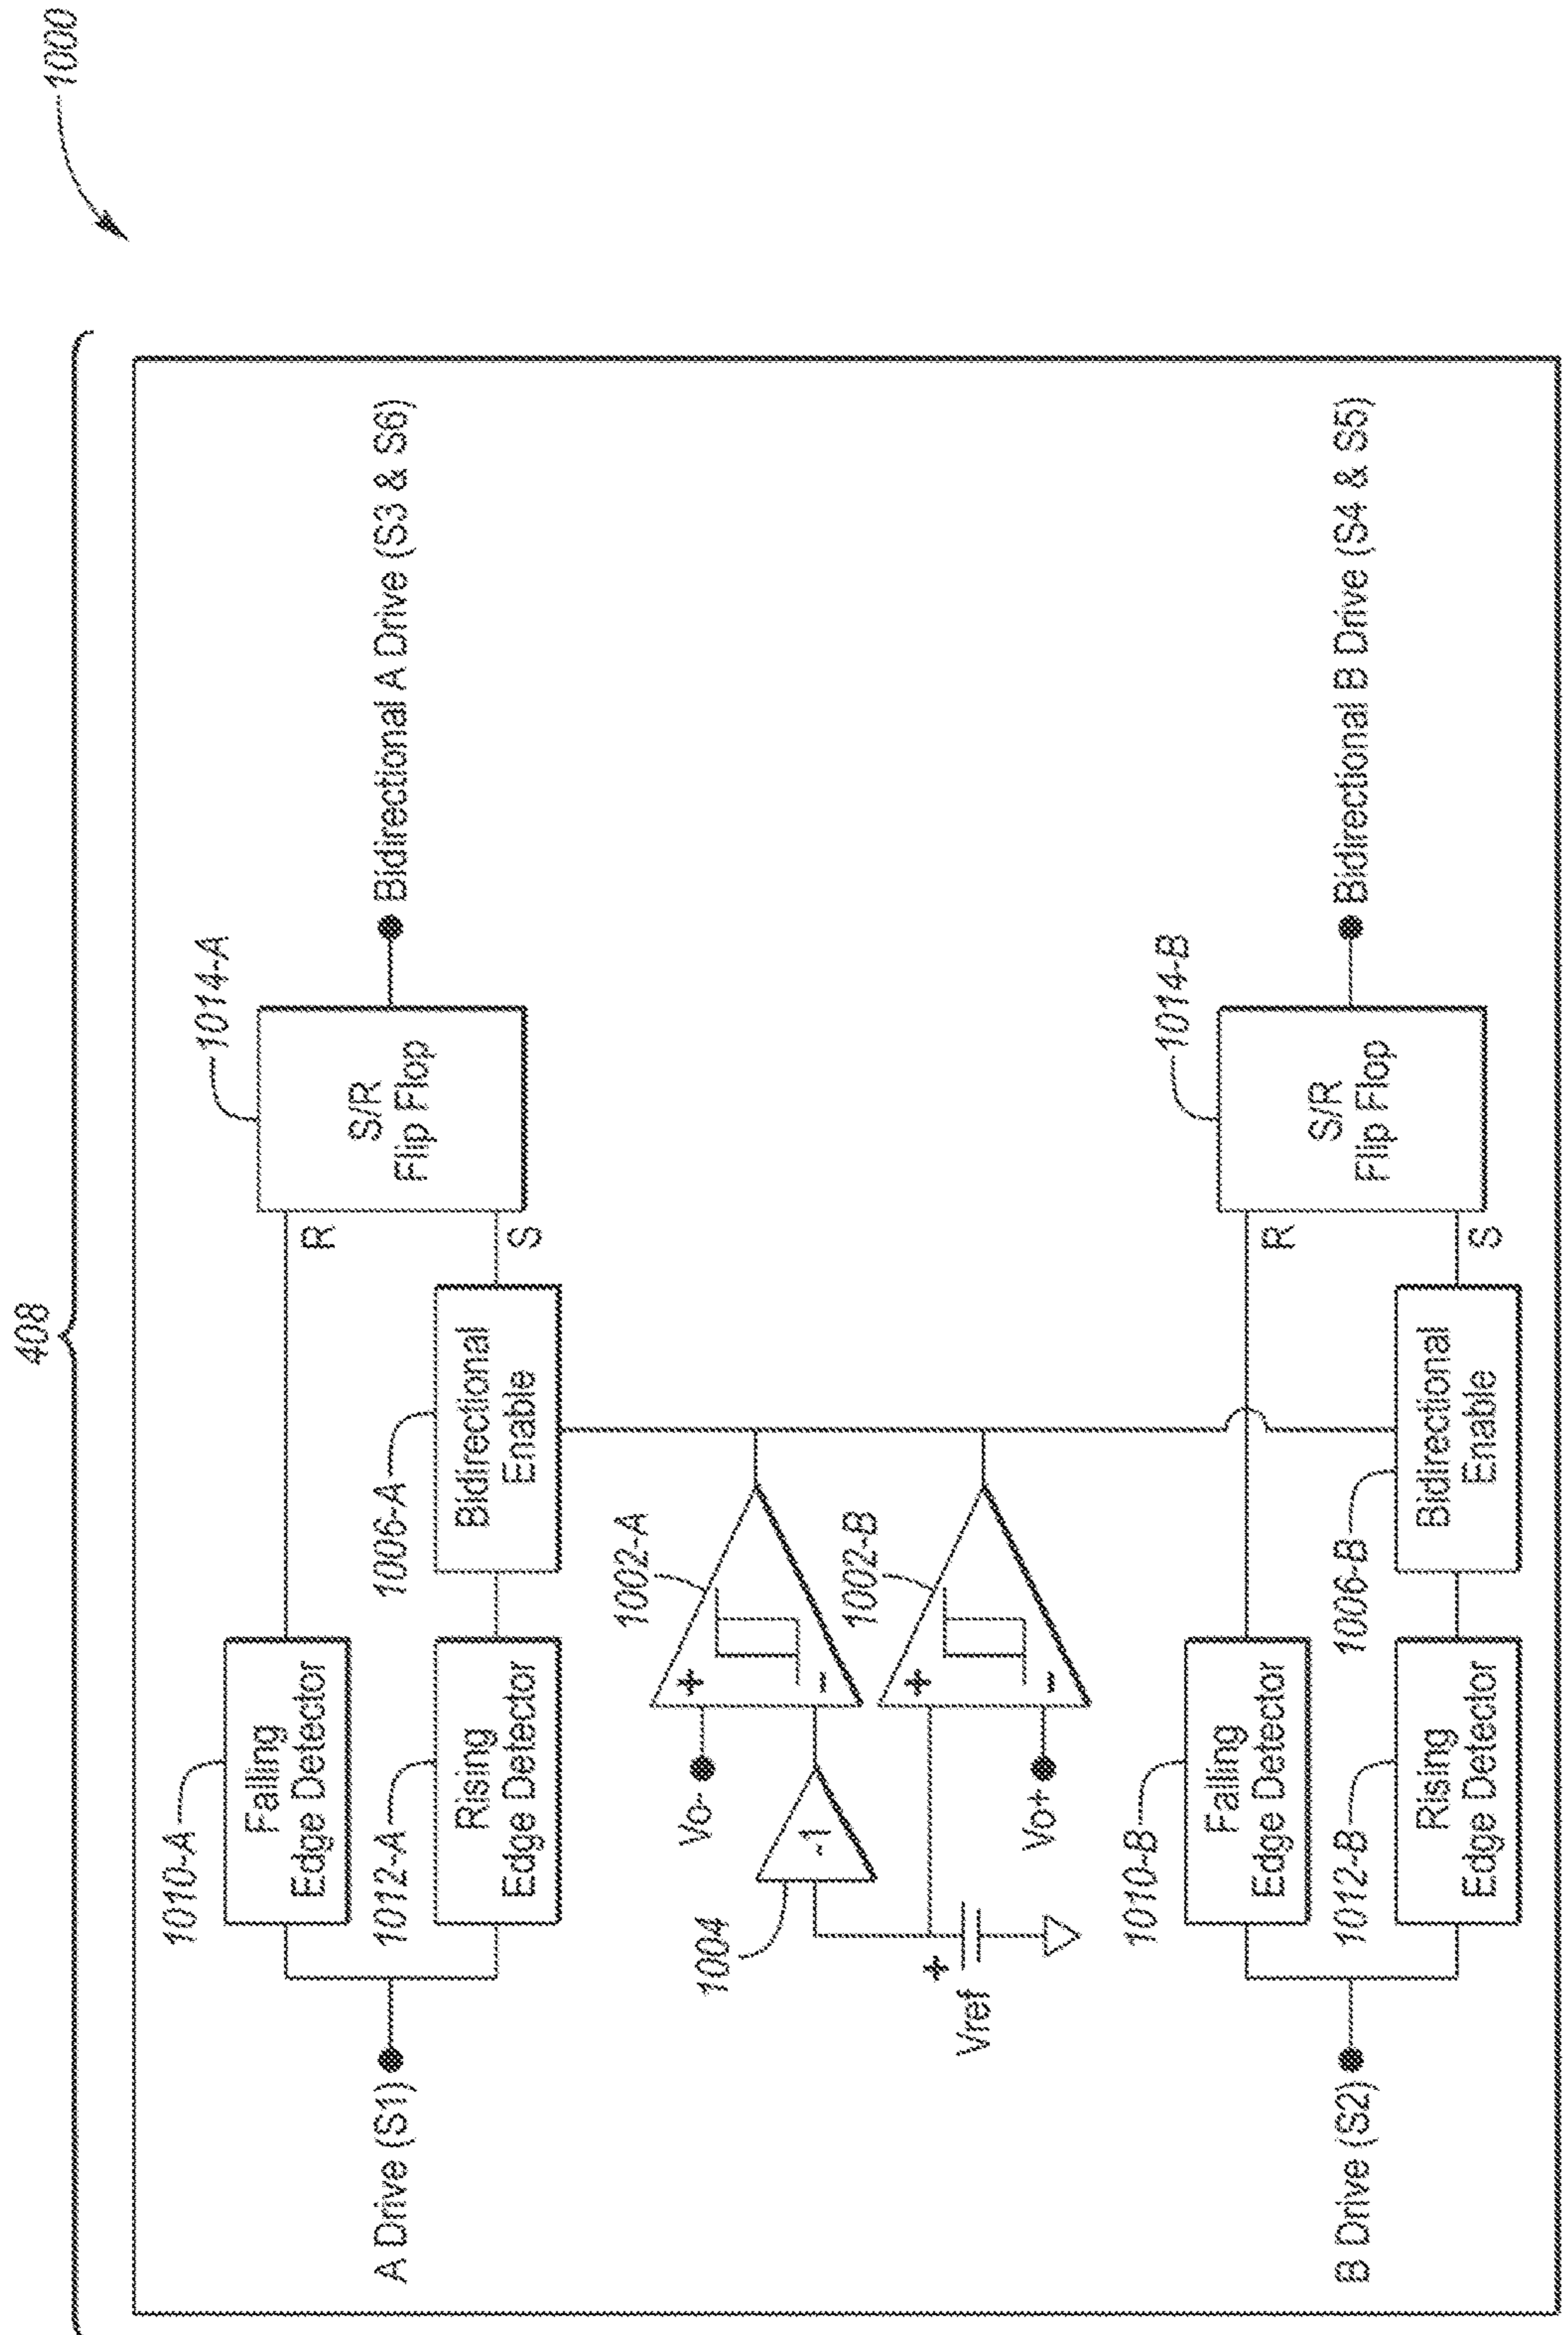 1000
408
1010-A
Falling
Edge Detector
R
1014-A
S/R
Flip Flop
A Drive (S1)
Bidirectional A Drive (S3 & S6)
1012-A
Rising
Edge Detector
1006-A
Bidirectional
Enable
S
1002-A
Vo-
+
-
1004
-1
1002-B
+
-
Vref
+
Vo+
1010-B
Falling
Edge Detector
R
1014-B
S/R
Flip Flop
B Drive (S2)
Bidirectional B Drive (S4 & S5)
1012-B
Rising
Edge Detector
1006-B
Bidirectional
Enable
S